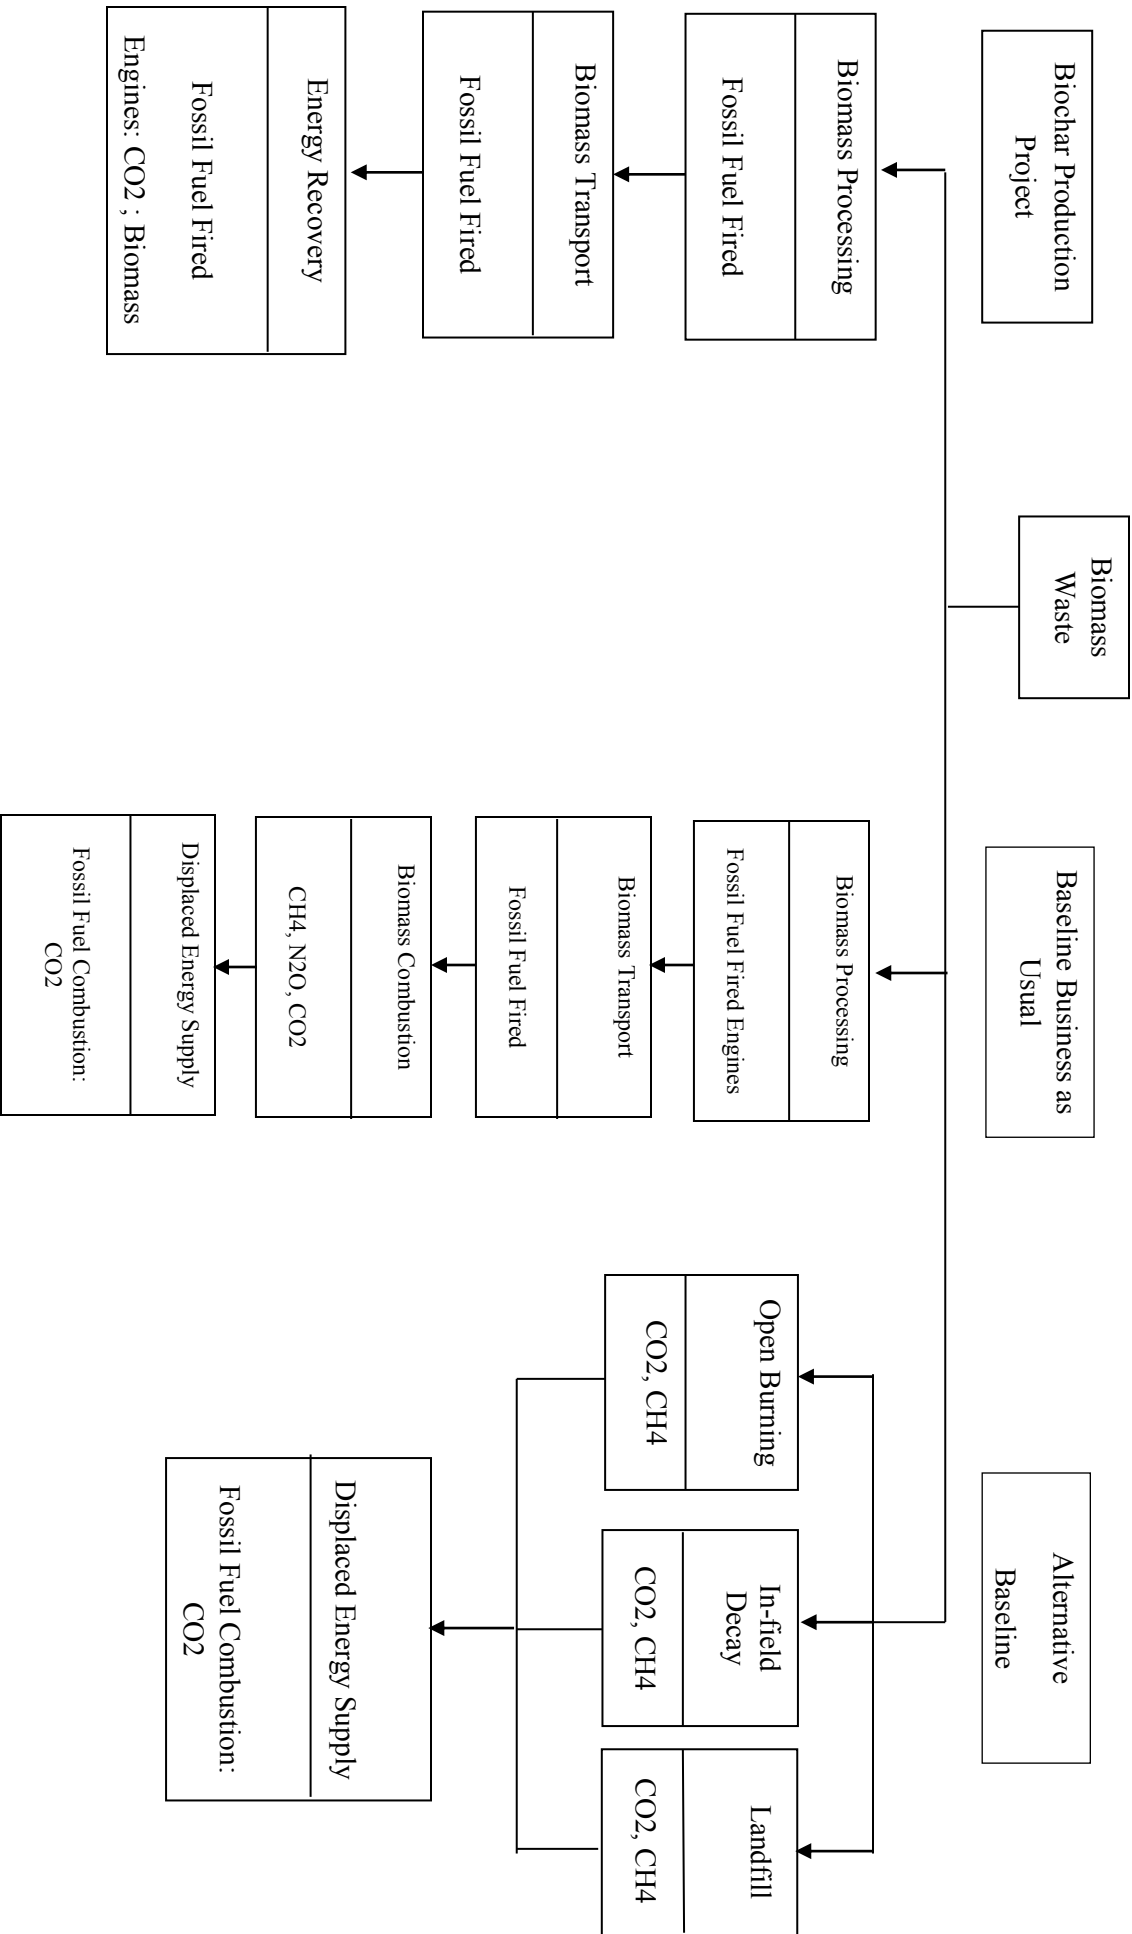 Biomass
Waste
Biochar Production
Project
Baseline Business as
Usual
Alternative
Baseline
Biomass Processing
Fossil Fuel Fired
Biomass Transport
Fossil Fuel Fired
Energy Recovery
Fossil Fuel Fired
Engines: CO2 ; Biomass
Biomass Processing
Fossil Fuel Fired Engines
Biomass Transport
Fossil Fuel Fired
Biomass Combustion
CH4, N2O, CO2
Displaced Energy Supply
Fossil Fuel Combustion:
CO2
Open Burning
CO2, CH4
In-field
Decay
CO2, CH4
Landfill
CO2, CH4
Displaced Energy Supply
Fossil Fuel Combustion:
CO2